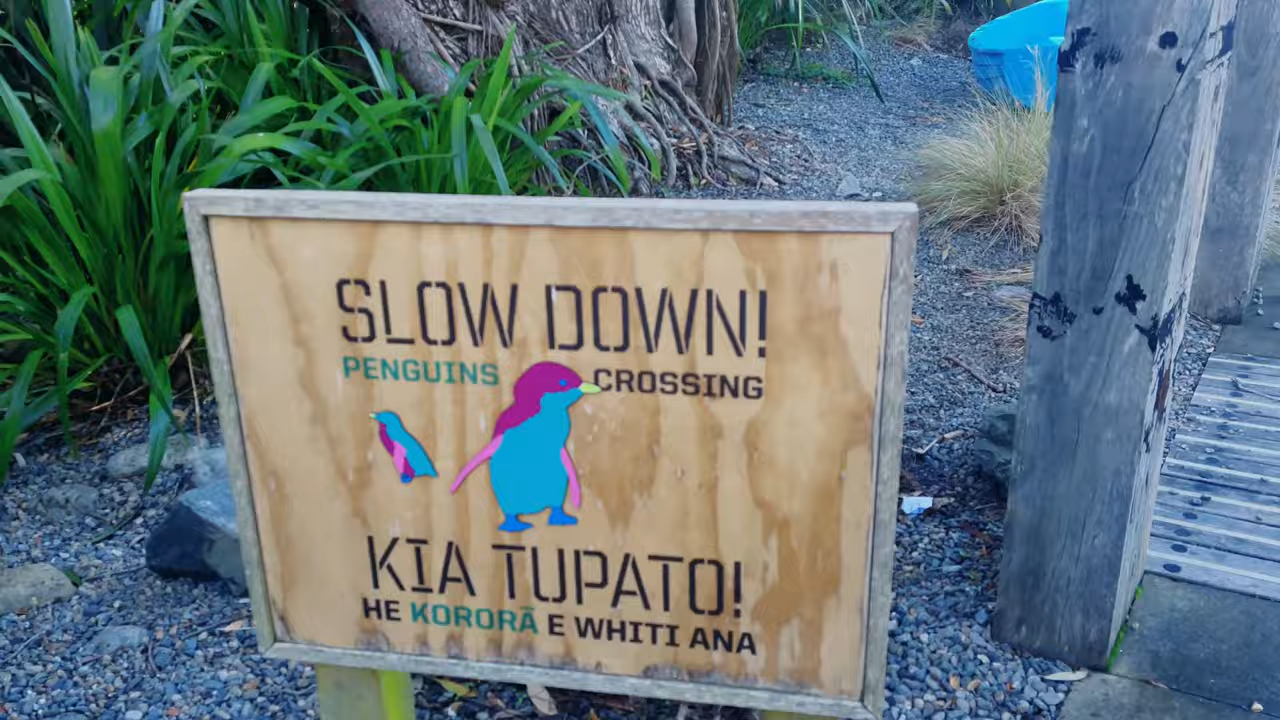 SLOW DOWN!
PENGUINS CROSSING
KIA TUPATO!
HE KORORĀ E WHITI ANA